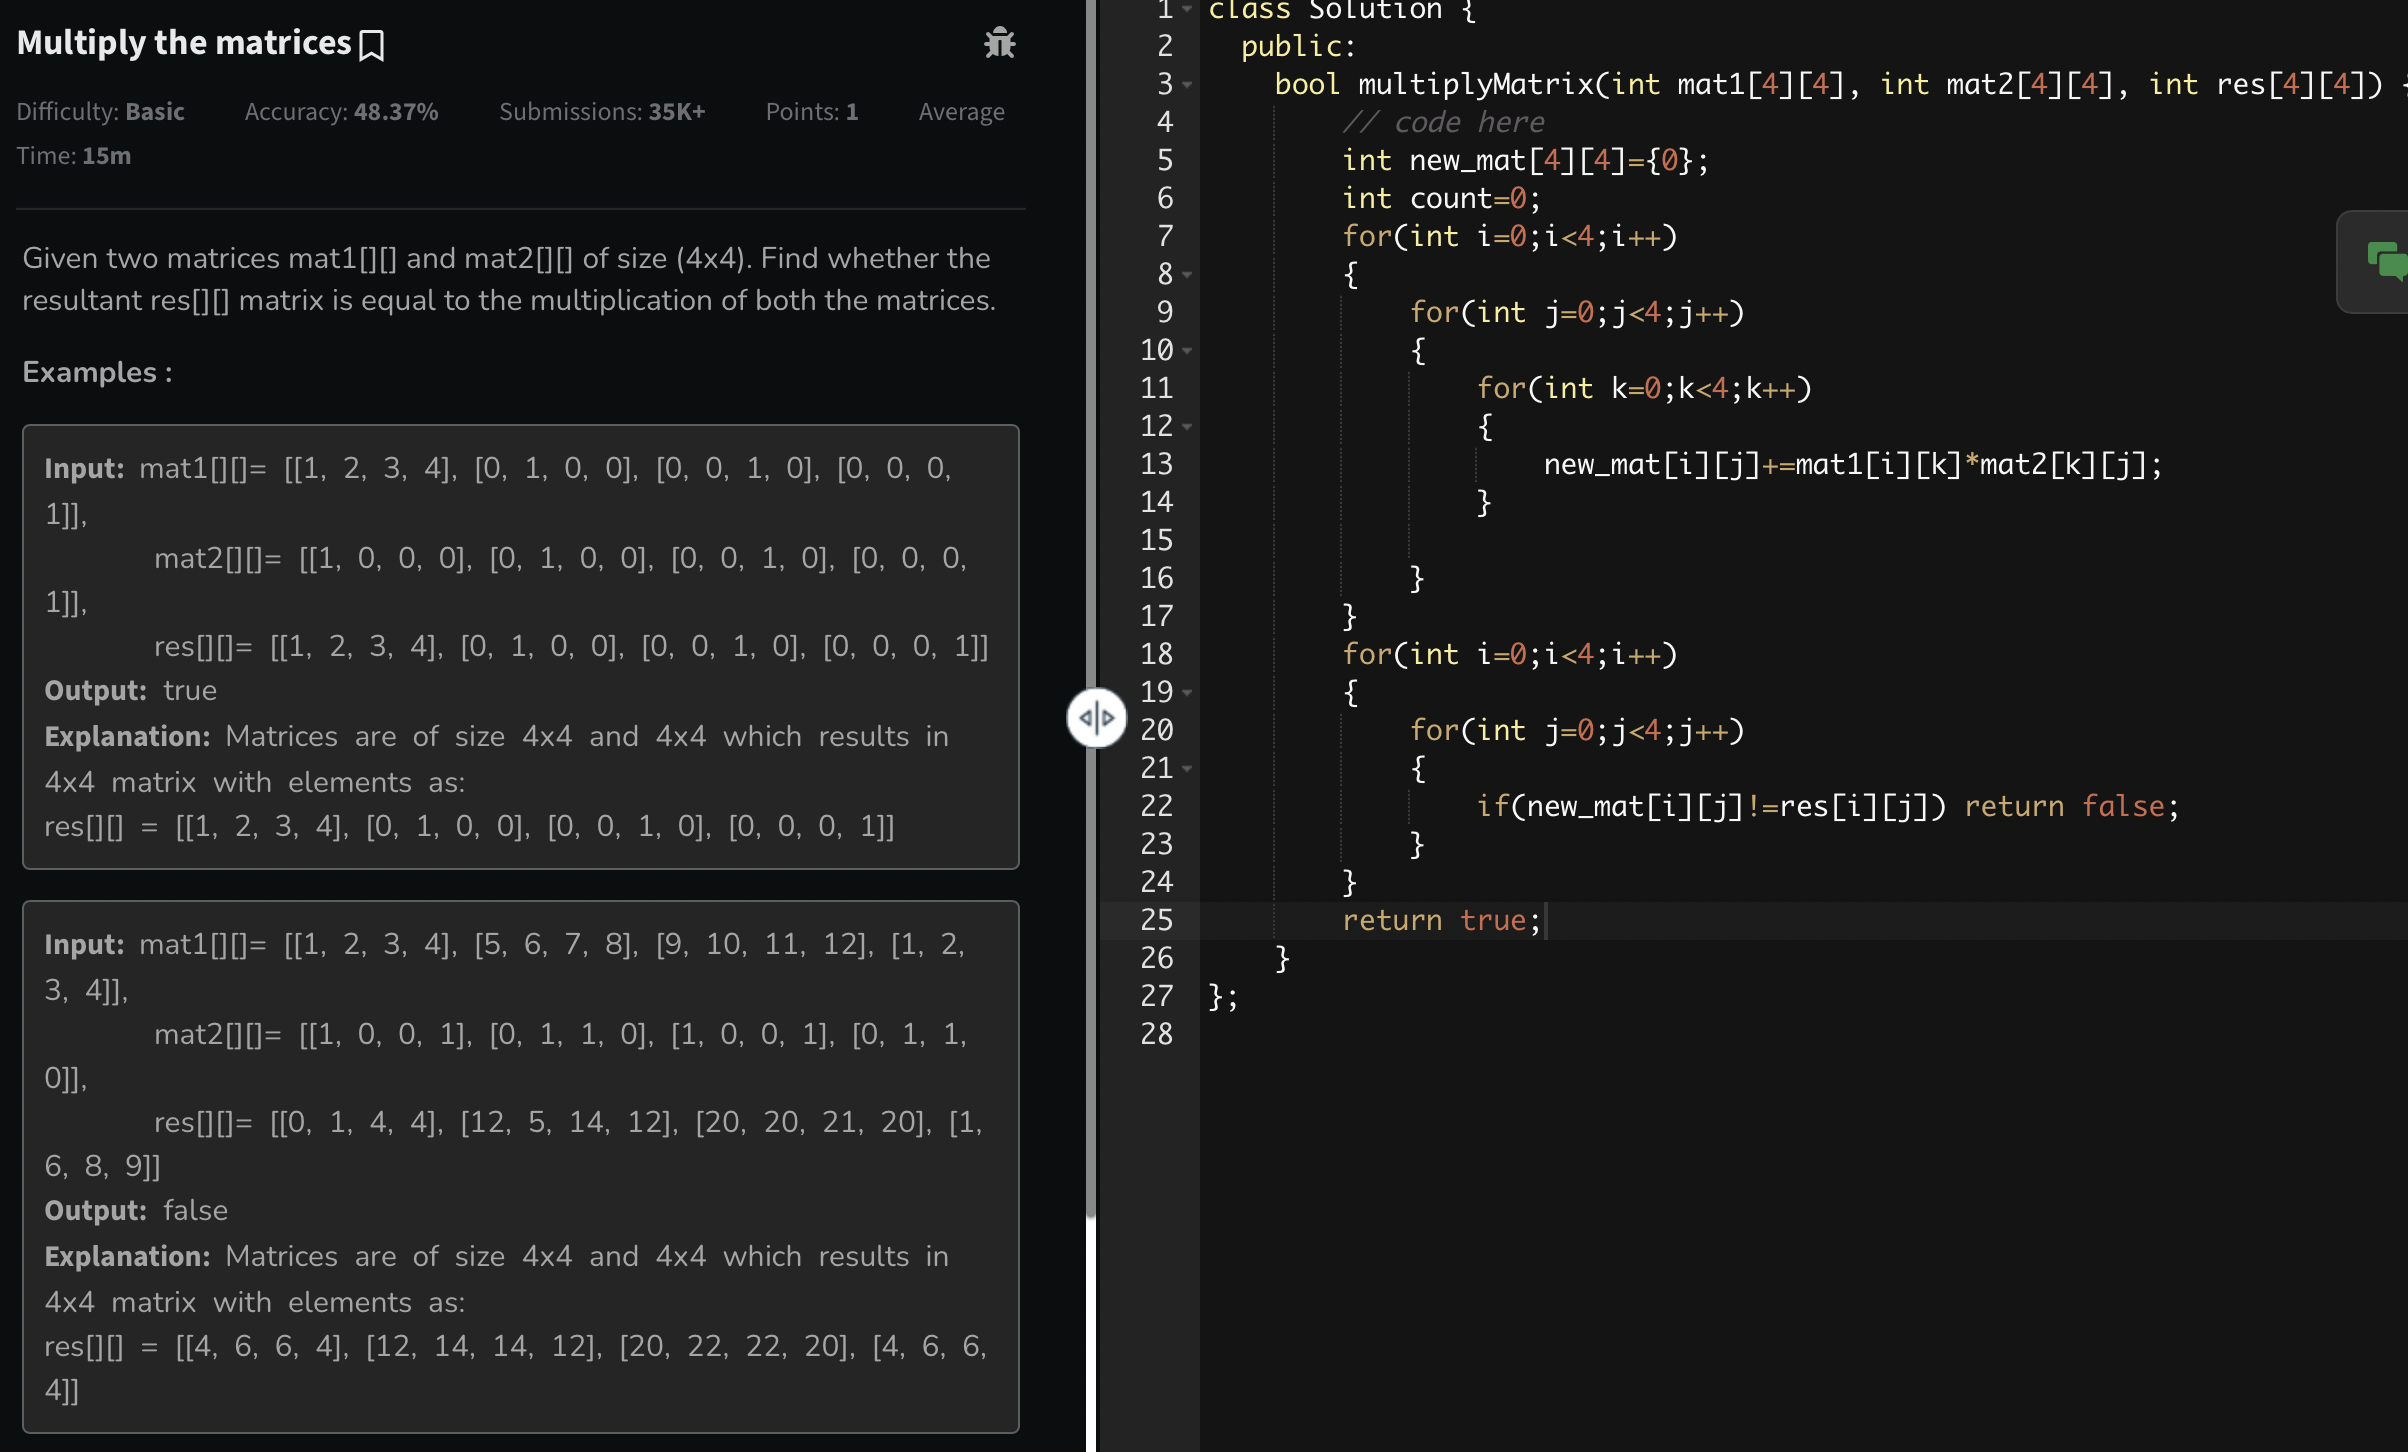 Multiply the matrices
Difficulty: Basic Accuracy: 48.37% Submissions: 35K+ Points: 1 Average
Time: 15m
Given two matrices mat1[][] and mat2[][] of size (4x4). Find whether the
resultant res[][] matrix is equal to the multiplication of both the matrices.
Examples :
Input: mat1[][]= [[1, 2, 3, 4], [0, 1, 0, 0], [0, 0, 1, 0], [0, 0, 0,
1]],
mat2[][]= [[1, 0, 0, 0], [0, 1, 0, 0], [0, 0, 1, 0], [0, 0, 0,
1]],
res[][]= [[1, 2, 3, 4], [0, 1, 0, 0], [0, 0, 1, 0], [0, 0, 0, 1]]
Output: true
Explanation: Matrices are of size 4x4 and 4x4 which results in
4x4 matrix with elements as:
res[][] = [[1, 2, 3, 4], [0, 1, 0, 0], [0, 0, 1, 0], [0, 0, 0, 1]]
Input: mat1[][]= [[1, 2, 3, 4], [5, 6, 7, 8], [9, 10, 11, 12], [1, 2,
3, 4]],
mat2[][]= [[1, 0, 0, 1], [0, 1, 1, 0], [1, 0, 0, 1], [0, 1, 1,
0]],
res[][]= [[0, 1, 4, 4], [12, 5, 14, 12], [20, 20, 21, 20], [1,
6, 8, 9]]
Output: false
Explanation: Matrices are of size 4x4 and 4x4 which results in
4x4 matrix with elements as:
res[][] = [[4, 6, 6, 4], [12, 14, 14, 12], [20, 22, 22, 20], [4, 6, 6,
4]]
1 class Solution {
2 public:
3 bool multiplyMatrix(int mat1[4][4], int mat2[4][4], int res[4][4]) {
4 // code here
5 int new_mat[4][4]={0};
6 int count=0;
7 for(int i=0;i<4;i++)
8 {
9 for(int j=0;j<4;j++)
10 {
11 for(int k=0;k<4;k++)
12 {
13 new_mat[i][j]+=mat1[i][k]*mat2[k][j];
14 }
15
16 }
17 }
18 for(int i=0;i<4;i++)
19 {
20 for(int j=0;j<4;j++)
21 {
22 if(new_mat[i][j]!=res[i][j]) return false;
23 }
24 }
25 return true;
26 }
27 };
28